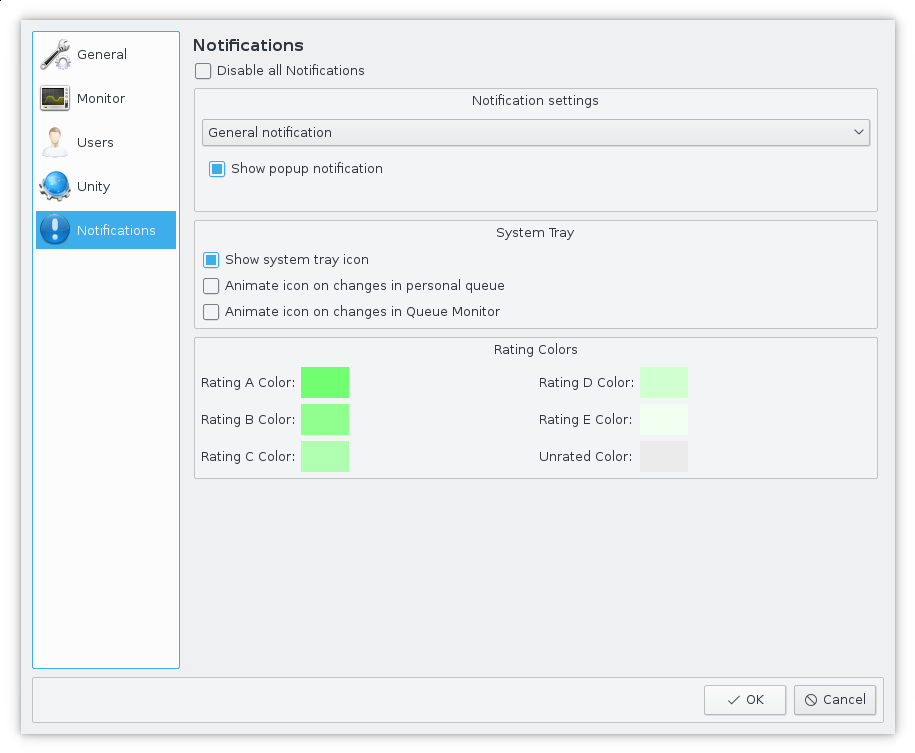 General
Monitor
Users
Unity
Notifications
Notifications
Disable all Notifications
Notification settings
General notification
Show popup notification
System Tray
Show system tray icon
Animate icon on changes in personal queue
Animate icon on changes in Queue Monitor
Rating Colors
Rating A Color:
Rating D Color:
Rating B Color:
Rating E Color:
Rating C Color:
Unrated Color:
OK
Cancel